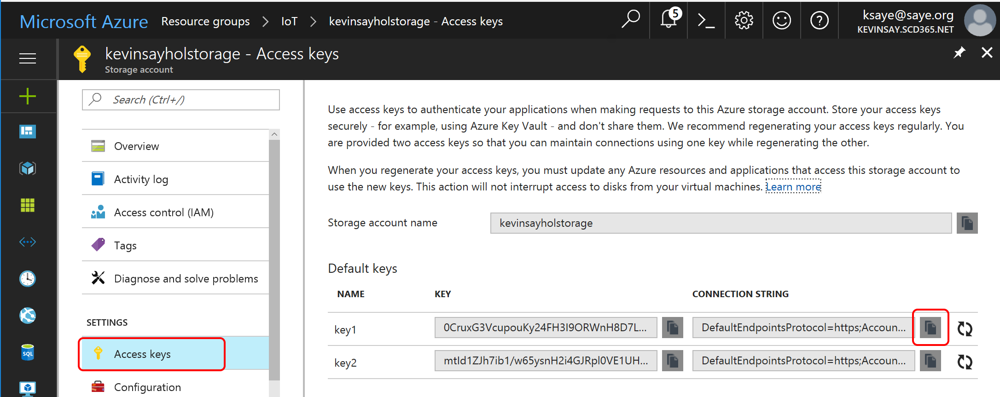 Microsoft Azure Resource groups > IoT > kevinsayholstorage - Access keys
5
ksaye@saye.org
KEVINSAY.SCD365.NET
kevinsayholstorage - Access keys
Storage account
Search (Ctrl+/)
Overview
Activity log
Access control (IAM)
Tags
Diagnose and solve problems
SETTINGS
Access keys
Configuration
SQL
Use access keys to authenticate your applications when making requests to this Azure storage account. Store your access keys
securely - for example, using Azure Key Vault - and don't share them. We recommend regenerating your access keys regularly. You
are provided two access keys so that you can maintain connections using one key while regenerating the other.
When you regenerate your access keys, you must update any Azure resources and applications that access this storage account to
use the new keys. This action will not interrupt access to disks from your virtual machines. Learn more
Storage account name kevinsayholstorage
Default keys
NAME KEY CONNECTION STRING
key1 0CruxG3VcupouKy24FH3I9ORWnH8D7L... DefaultEndpointsProtocol=https;Accoun...
key2 mtId1ZJh7ib1/w65ysnH2i4GJRpl0VE1UH... DefaultEndpointsProtocol=https;Accoun...